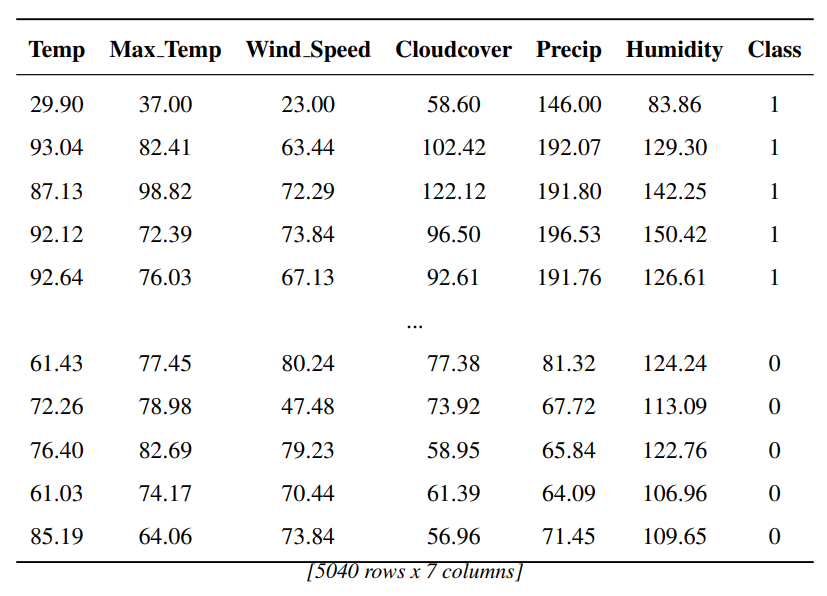 Temp Max_Temp Wind_Speed Cloudcover Precip Humidity Class
29.90 37.00 23.00 58.60 146.00 83.86 1
93.04 82.41 63.44 102.42 192.07 129.30 1
87.13 98.82 72.29 122.12 191.80 142.25 1
92.12 72.39 73.84 96.50 196.53 150.42 1
92.64 76.03 67.13 92.61 191.76 126.61 1
...
61.43 77.45 80.24 77.38 81.32 124.24 0
72.26 78.98 47.48 73.92 67.72 113.09 0
76.40 82.69 79.23 58.95 65.84 122.76 0
61.03 74.17 70.44 61.39 64.09 106.96 0
85.19 64.06 73.84 56.96 71.45 109.65 0
[5040 rows x 7 columns]